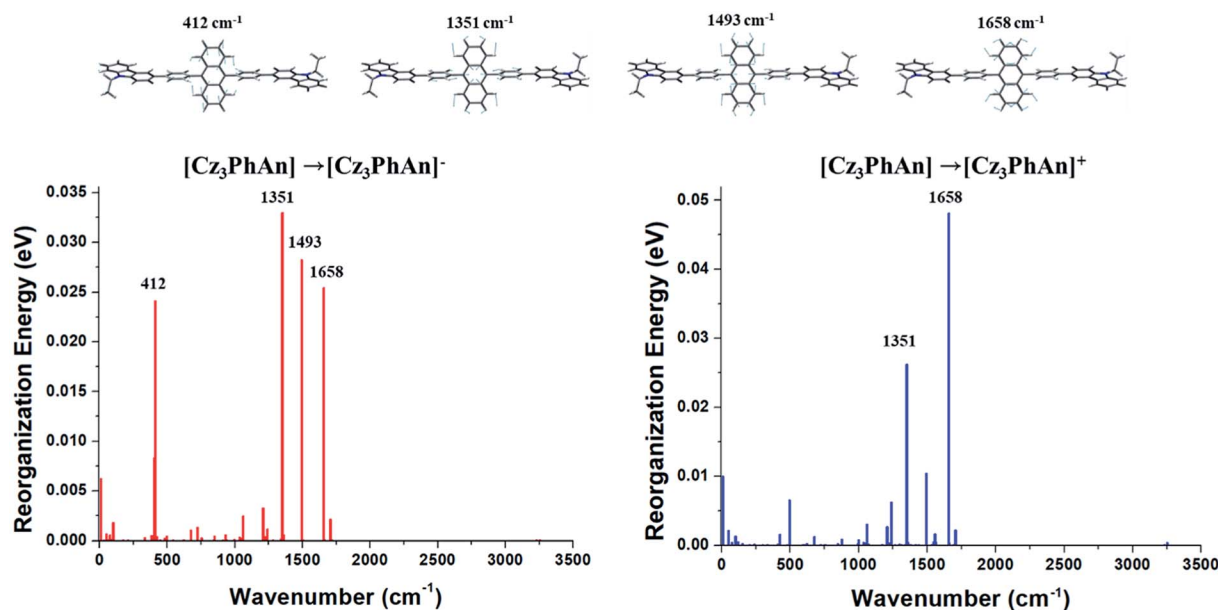 412 cm⁻¹ 1351 cm⁻¹ 1493 cm⁻¹ 1658 cm⁻¹
[Cz₃PhAn] →[Cz₃PhAn]⁻
Reorganization Energy (eV)
0.035
0.030
0.025
0.020
0.015
0.010
0.005
0.000
412
1351
1493
1658
0 500 1000 1500 2000 2500 3000 3500
Wavenumber (cm⁻¹)
[Cz₃PhAn] →[Cz₃PhAn]⁺
Reorganization Energy (eV)
0.05
0.04
0.03
0.02
0.01
0.00
1351
1658
0 500 1000 1500 2000 2500 3000 3500
Wavenumber (cm⁻¹)